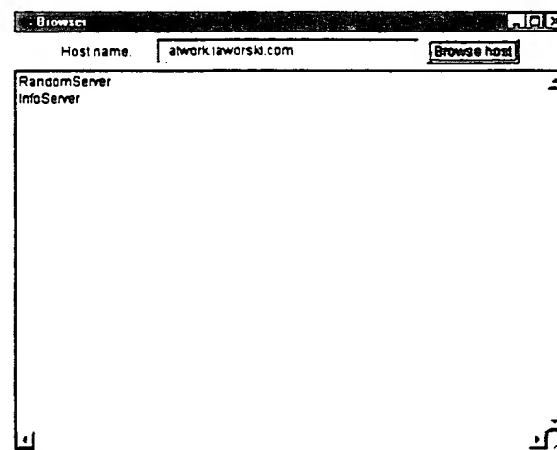 Browser
Host name: atwork.jaworski.com Browse host
RandomServer
InfoServer